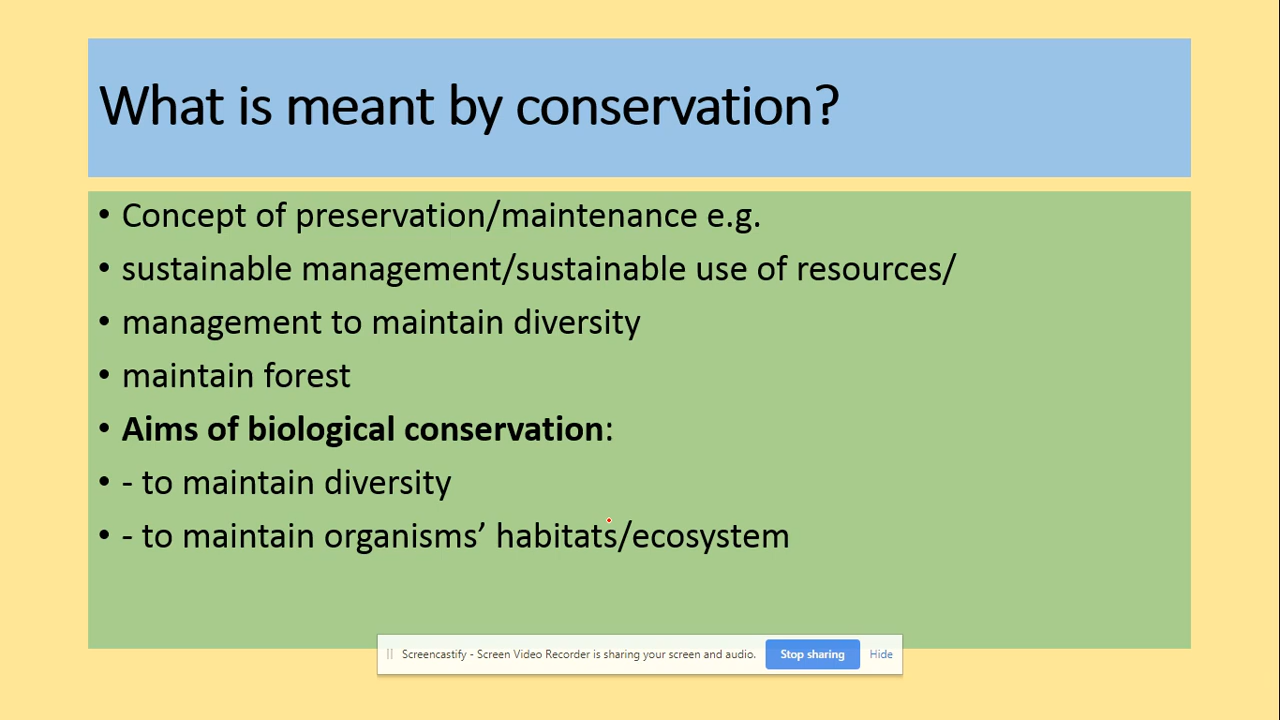 What is meant by conservation?
• Concept of preservation/maintenance e.g.
• sustainable management/sustainable use of resources/
• management to maintain diversity
• maintain forest
• Aims of biological conservation:
• - to maintain diversity
• - to maintain organisms’ habitats/ecosystem
Screencastify - Screen Video Recorder is sharing your screen and audio. Stop sharing Hide